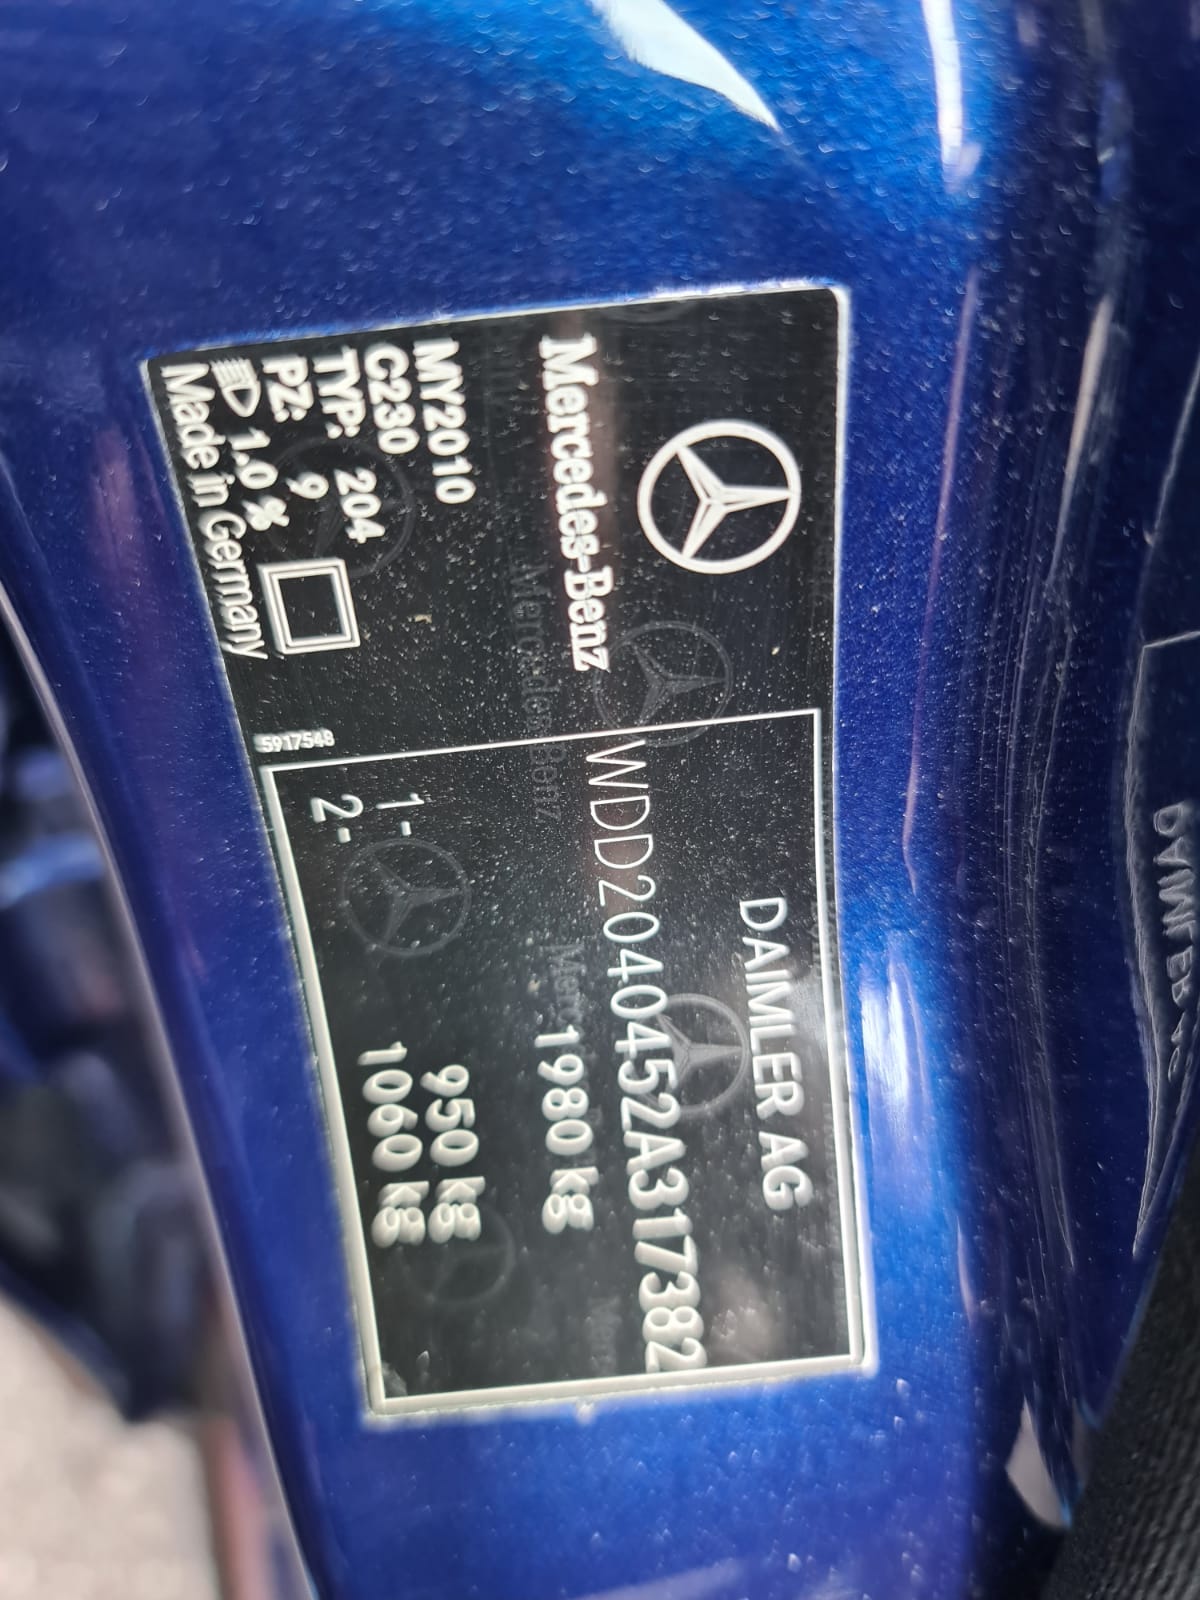 Mercedes-Benz
MY2010
C230
TYP: 204
PZ: 9
1.0 %
Made in Germany
5917548
DAIMLER AG
WDD2040452A317382
1980 kg
1- 950 kg
2- 1060 kg